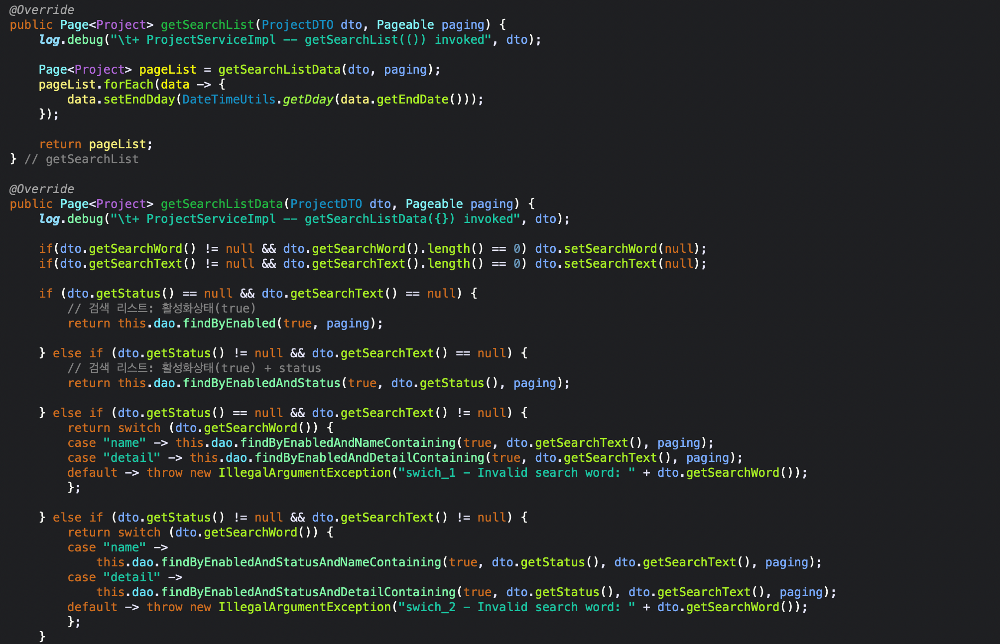 @Override
public Page<Project> getSearchList(ProjectDTO dto, Pageable paging) {
    log.debug("\t+ ProjectServiceImpl -- getSearchList(()) invoked", dto);

    Page<Project> pageList = getSearchListData(dto, paging);
    pageList.forEach(data -> {
        data.setEndDday(DateTimeUtils.getDday(data.getEndDate()));
    });

    return pageList;
} // getSearchList

@Override
public Page<Project> getSearchListData(ProjectDTO dto, Pageable paging) {
    log.debug("\t+ ProjectServiceImpl -- getSearchListData({}) invoked", dto);

    if(dto.getSearchWord() != null && dto.getSearchWord().length() == 0) dto.setSearchWord(null);
    if(dto.getSearchText() != null && dto.getSearchText().length() == 0) dto.setSearchText(null);

    if (dto.getStatus() == null && dto.getSearchText() == null) {
        // 검색 리스트: 활성화상태(true)
        return this.dao.findByEnabled(true, paging);

    } else if (dto.getStatus() != null && dto.getSearchText() == null) {
        // 검색 리스트: 활성화상태(true) + status
        return this.dao.findByEnabledAndStatus(true, dto.getStatus(), paging);

    } else if (dto.getStatus() == null && dto.getSearchText() != null) {
        return switch (dto.getSearchWord()) {
        case "name" -> this.dao.findByEnabledAndNameContaining(true, dto.getSearchText(), paging);
        case "detail" -> this.dao.findByEnabledAndDetailContaining(true, dto.getSearchText(), paging);
        default -> throw new IllegalArgumentException("swich_1 - Invalid search word: " + dto.getSearchWord());
        };

    } else if (dto.getStatus() != null && dto.getSearchText() != null) {
        return switch (dto.getSearchWord()) {
        case "name" ->
            this.dao.findByEnabledAndStatusAndNameContaining(true, dto.getStatus(), dto.getSearchText(), paging);
        case "detail" ->
            this.dao.findByEnabledAndStatusAndDetailContaining(true, dto.getStatus(), dto.getSearchText(), paging);
        default -> throw new IllegalArgumentException("swich_2 - Invalid search word: " + dto.getSearchWord());
        };
    }